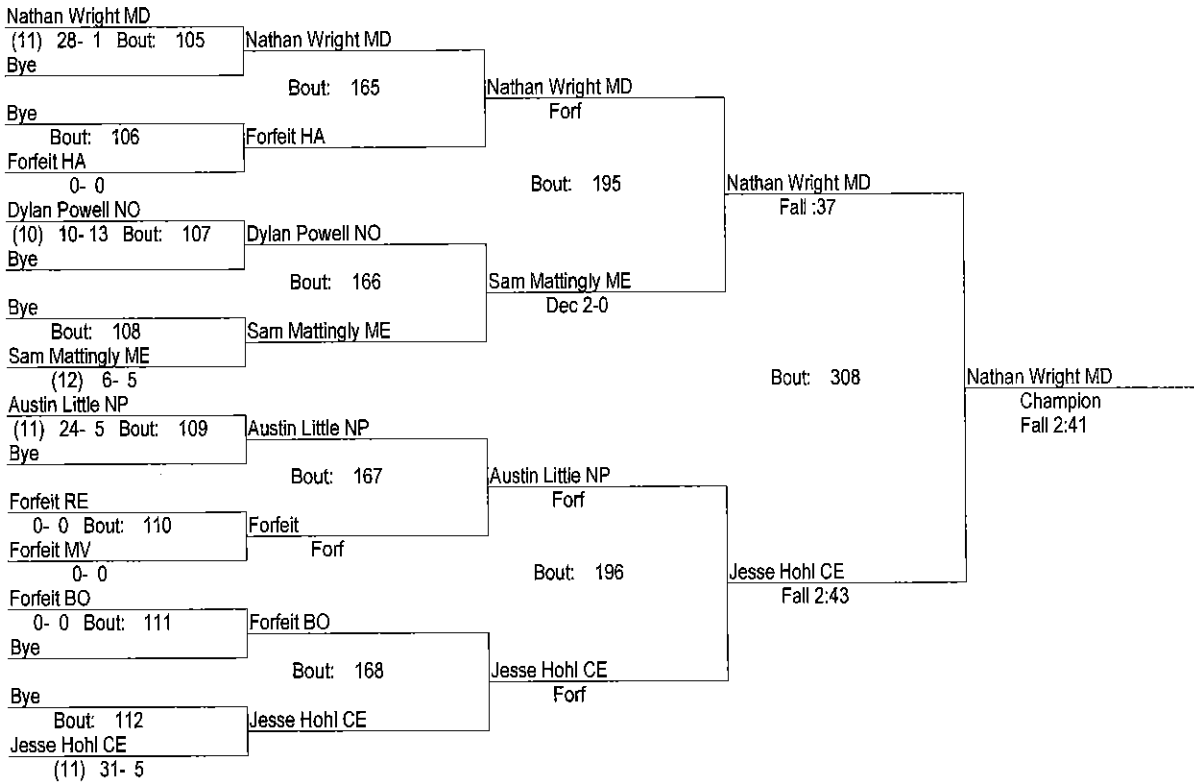 Nathan Wright MD
(11) 28- 1 Bout: 105
Bye
Bye
Bout: 106
Forfeit HA
0- 0
Dylan Powell NO
(10) 10- 13 Bout: 107
Bye
Bye
Bout: 108
Sam Mattingly ME
(12) 6- 5
Austin Little NP
(11) 24- 5 Bout: 109
Bye
Forfeit RE
0- 0 Bout: 110
Forfeit MV
0- 0
Forfeit BO
0- 0 Bout: 111
Bye
Bye
Bout: 112
Jesse Hohl CE
(11) 31- 5
Nathan Wright MD
Bout: 165
Forfeit HA
Dylan Powell NO
Bout: 166
Sam Mattingly ME
Austin Little NP
Bout: 167
Forfeit
Forf
Forfeit BO
Bout: 168
Jesse Hohl CE
Nathan Wright MD
Forf
Bout: 195
Sam Mattingly ME
Dec 2-0
Austin Little NP
Forf
Bout: 196
Jesse Hohl CE
Forf
Nathan Wright MD
Fall :37
Bout: 308
Jesse Hohl CE
Fall 2:43
Nathan Wright MD
Champion
Fall 2:41